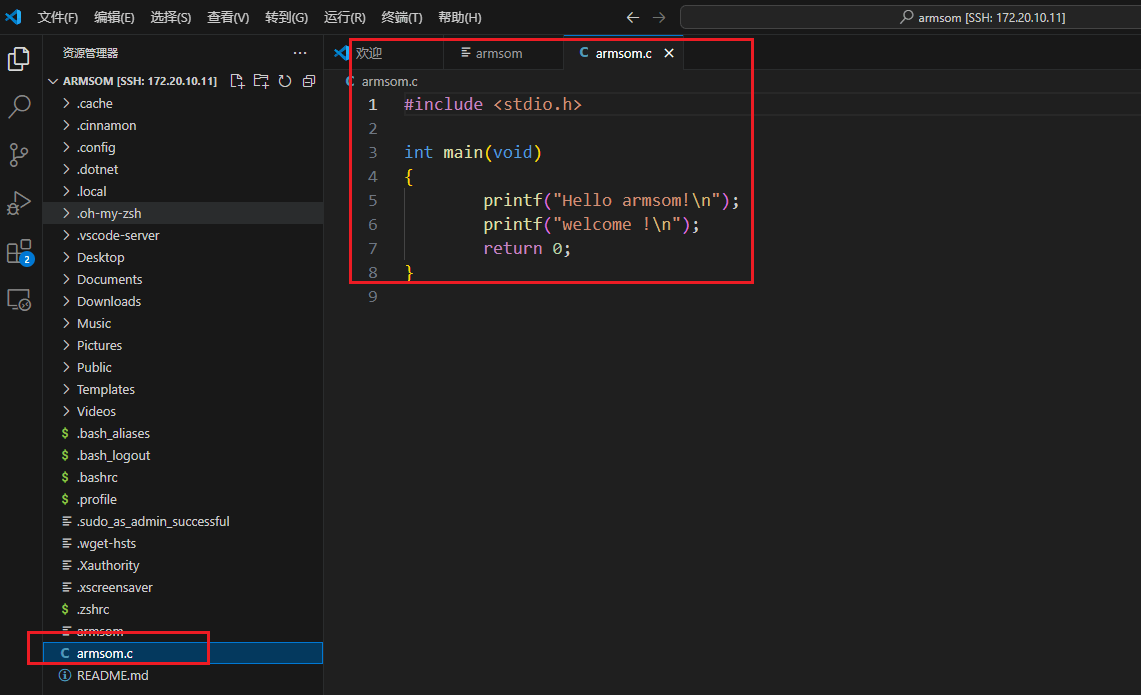 文件(F) 编辑(E) 选择(S) 查看(V) 转到(G) 运行(R) 终端(T) 帮助(H) armsom [SSH: 172.20.10.11]
资源管理器
ARMSOM [SSH: 172.20.10.11]
.cache
.cinnamon
.config
.dotnet
.local
.oh-my-zsh
.vscode-server
Desktop
Documents
Downloads
Music
Pictures
Public
Templates
Videos
$ .bash_aliases
$ .bash_logout
$ .bashrc
$ .profile
.sudo_as_admin_successful
.wget-hsts
.Xauthority
.xscreensaver
$ .zshrc
armsom
C armsom.c
README.md
2
欢迎 armsom C armsom.c
C armsom.c
1 #include <stdio.h>
2
3 int main(void)
4 {
5 printf("Hello armsom!\n");
6 printf("welcome !\n");
7 return 0;
8 }
9